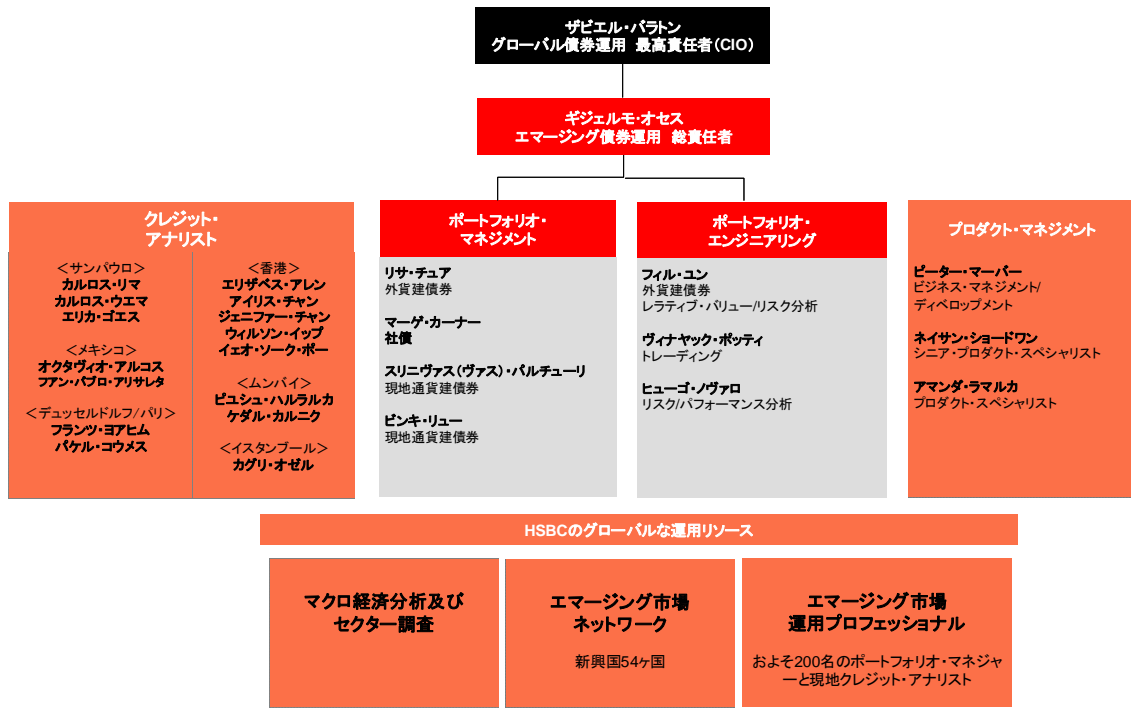 ザビエル・バラトン
グローバル債券運用 最高責任者(CIO)
ギジェルモ・オセス
エマージング債券運用 総責任者
クレジット・
アナリスト
＜サンパウロ＞
カルロス・リマ
カルロス・ウエマ
エリカ・ゴエス
＜メキシコ＞
オクタヴィオ・アルコス
フアン・パブロ・アリサレタ
＜デュッセルドルフ/パリ＞
フランツ・ヨアヒム
パケル・コウメス
＜香港＞
エリザベス・アレン
アイリス・チャン
ジェニファー・チャン
ウィルソン・イップ
イェオ・ソーク・ポー
＜ムンバイ＞
ピユシュ・ハルラルカ
ケダル・カルニク
＜イスタンブール＞
カグリ・オゼル
ポートフォリオ・
マネジメント
リサ・チュア
外貨建債券
マーゲ・カーナー
社債
スリニヴァス(ヴァス)・パルチューリ
現地通貨建債券
ビンキ・リュー
現地通貨建債券
ポートフォリオ・
エンジニアリング
フィル・ユン
外貨建債券
レラティブ・バリュー/リスク分析
ヴィナヤック・ポッティ
トレーディング
ヒューゴ・ノヴァロ
リスク/パフォーマンス分析
プロダクト・マネジメント
ピーター・マーバー
ビジネス・マネジメント/
ディベロップメント
ネイサン・ショードワン
シニア・プロダクト・スペシャリスト
アマンダ・ラマルカ
プロダクト・スペシャリスト
HSBCのグローバルな運用リソース
マクロ経済分析及び
セクター調査
エマージング市場
ネットワーク
新興国54ヶ国
エマージング市場
運用プロフェッショナル
およそ200名のポートフォリオ・マネジャ
ーと現地クレジット・アナリスト